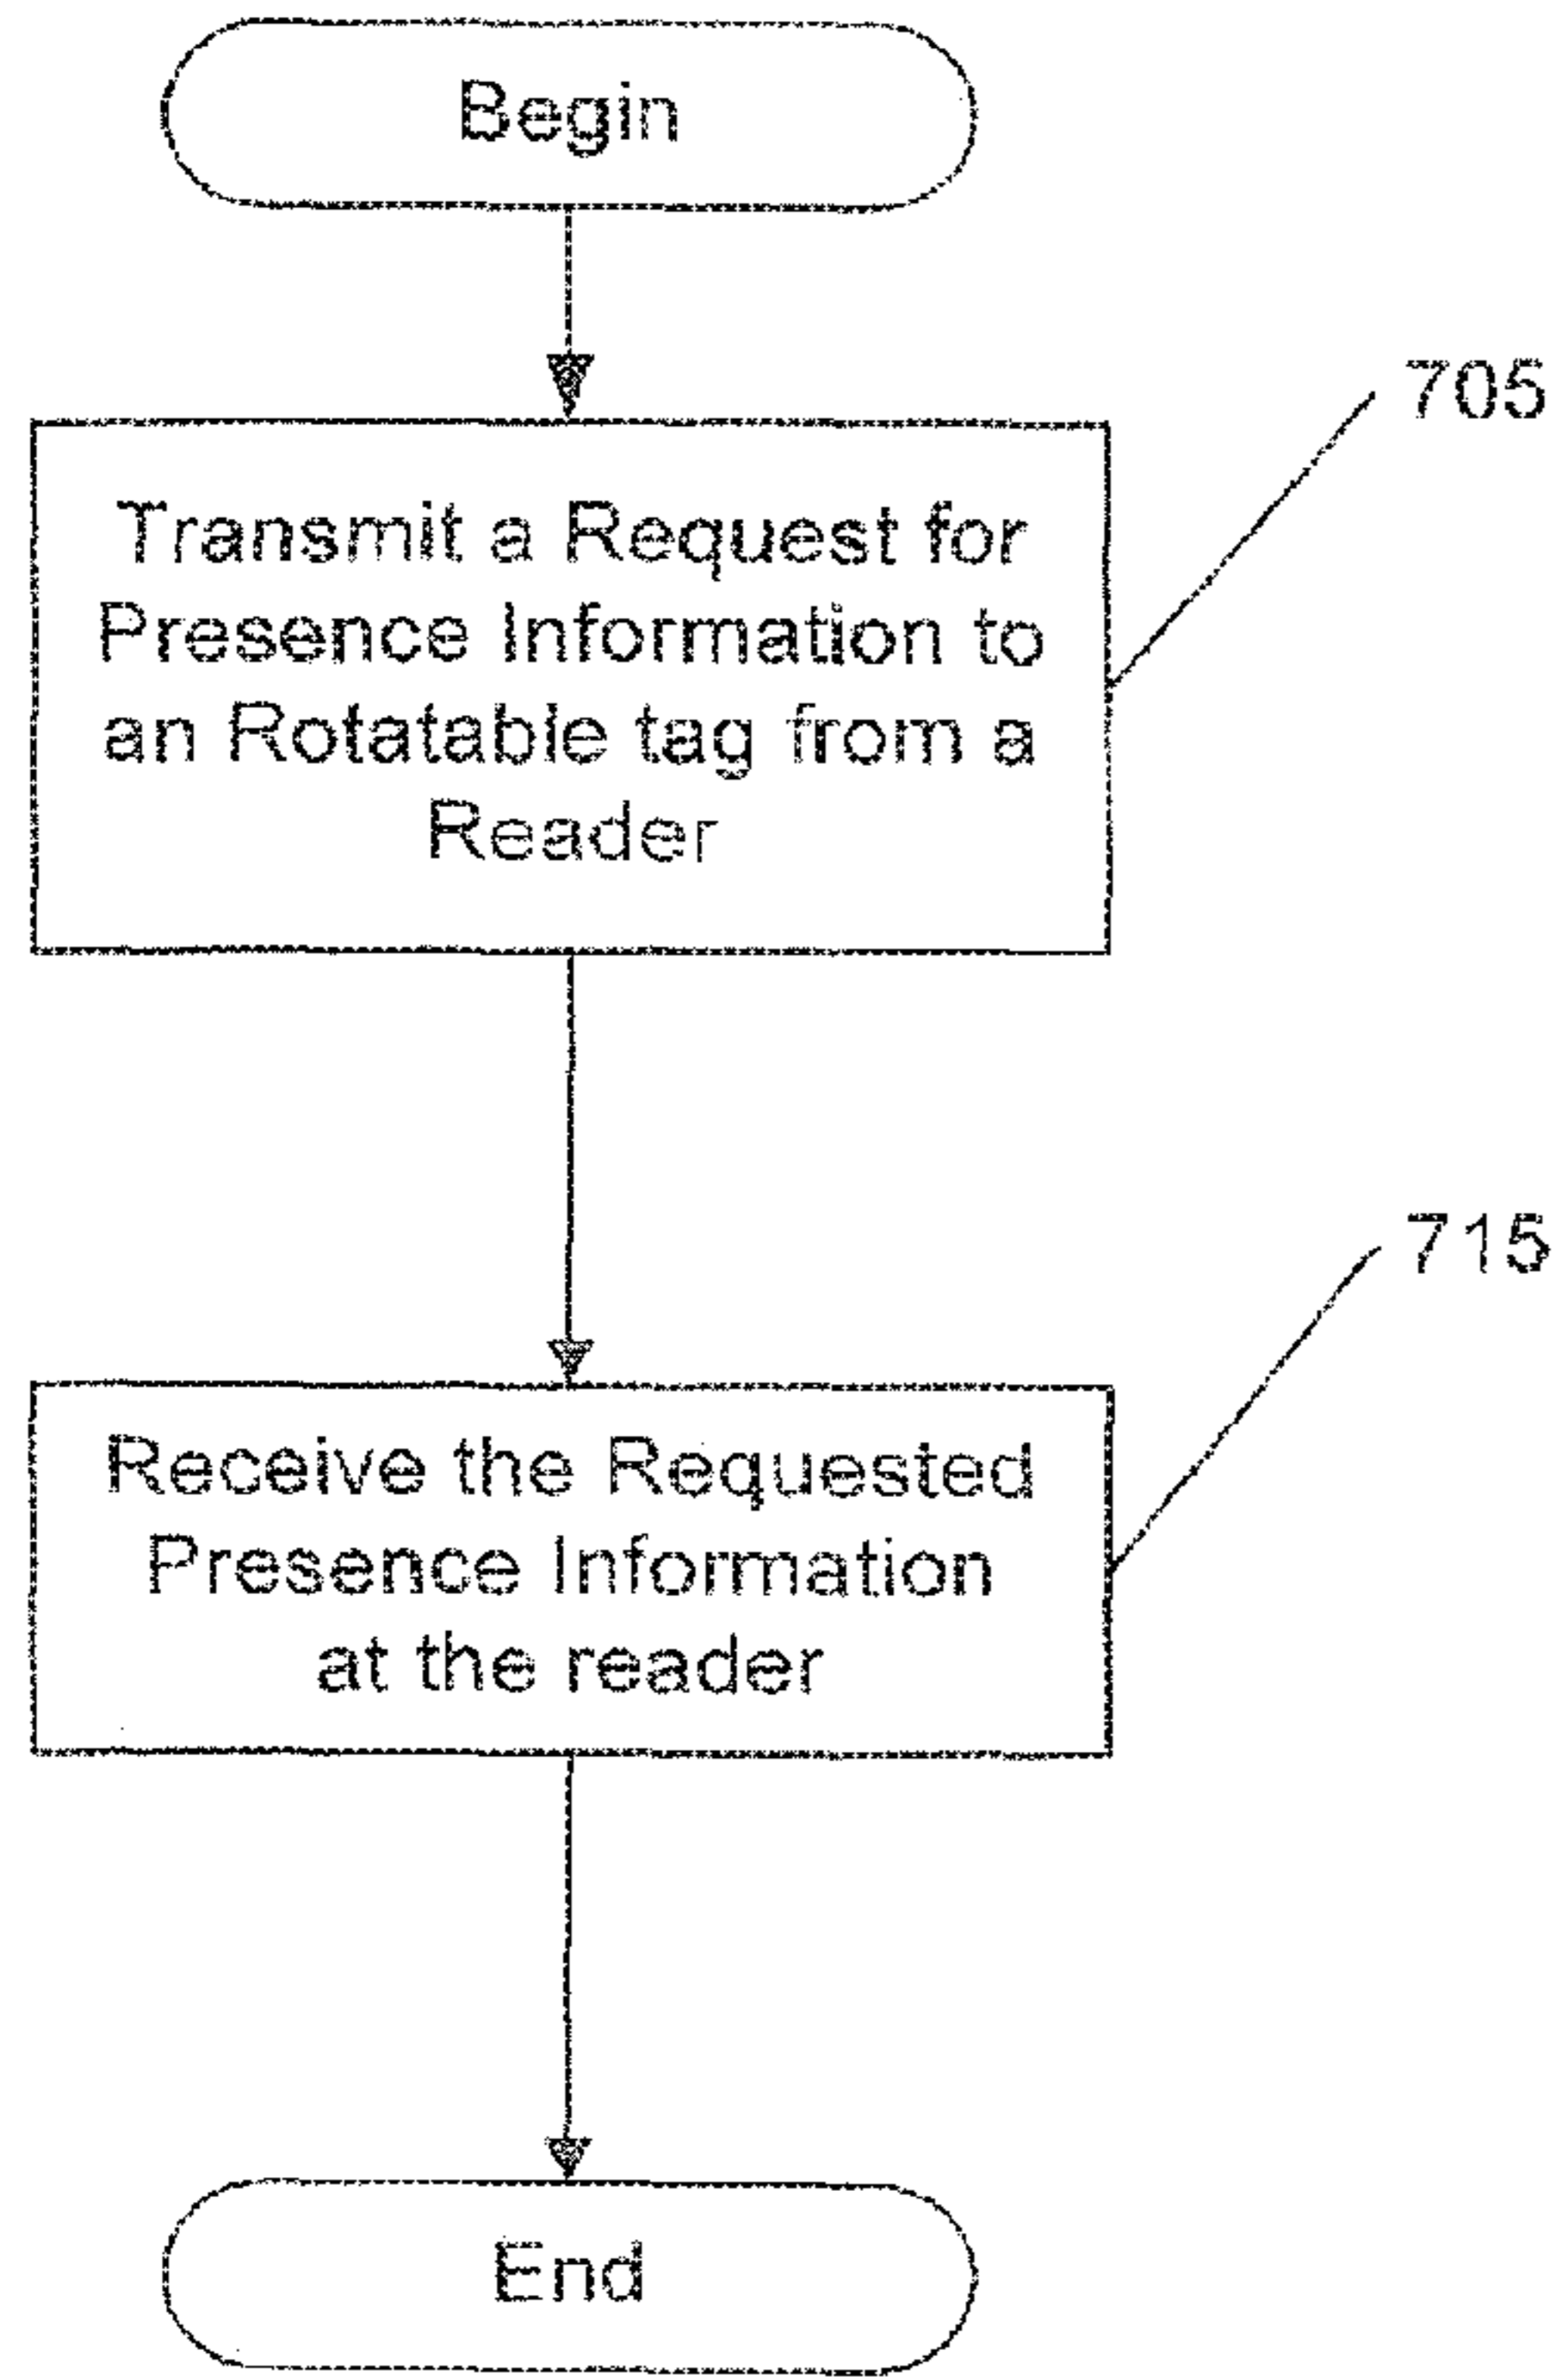 Begin
705
Transmit a Request for
Presence Information to
an Rotatable tag from a
Reader
715
Receive the Requested
Presence Information
at the reader
End